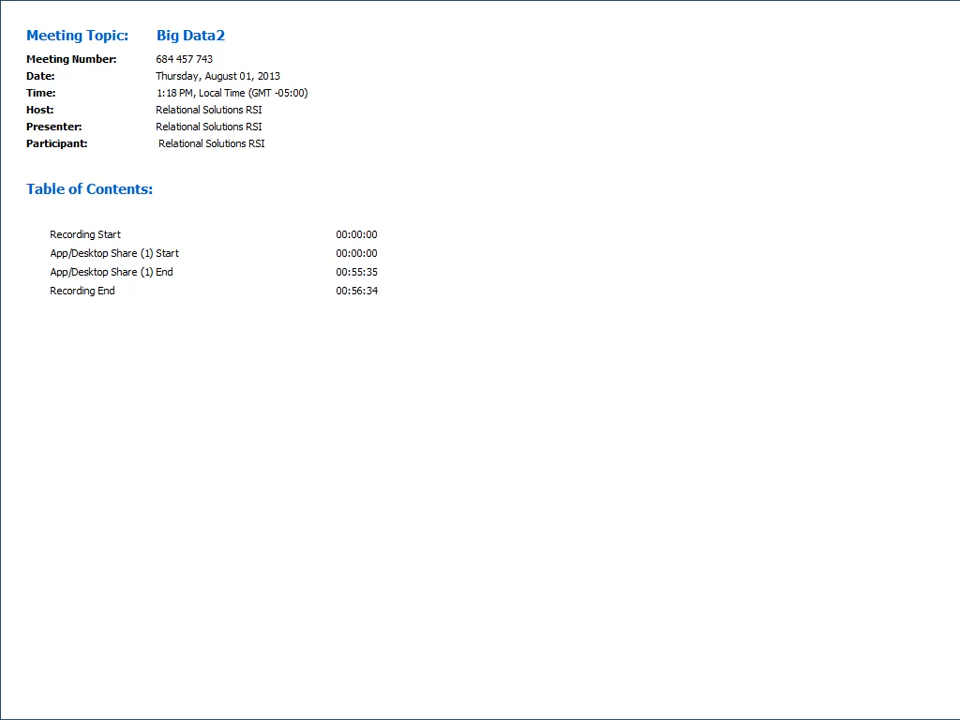 Meeting Topic: Big Data2
Meeting Number: 684 457 743
Date: Thursday, August 01, 2013
Time: 1:18 PM, Local Time (GMT -05:00)
Host: Relational Solutions RSI
Presenter: Relational Solutions RSI
Participant: Relational Solutions RSI
Table of Contents:
Recording Start 00:00:00
App/Desktop Share (1) Start 00:00:00
App/Desktop Share (1) End 00:55:35
Recording End 00:56:34